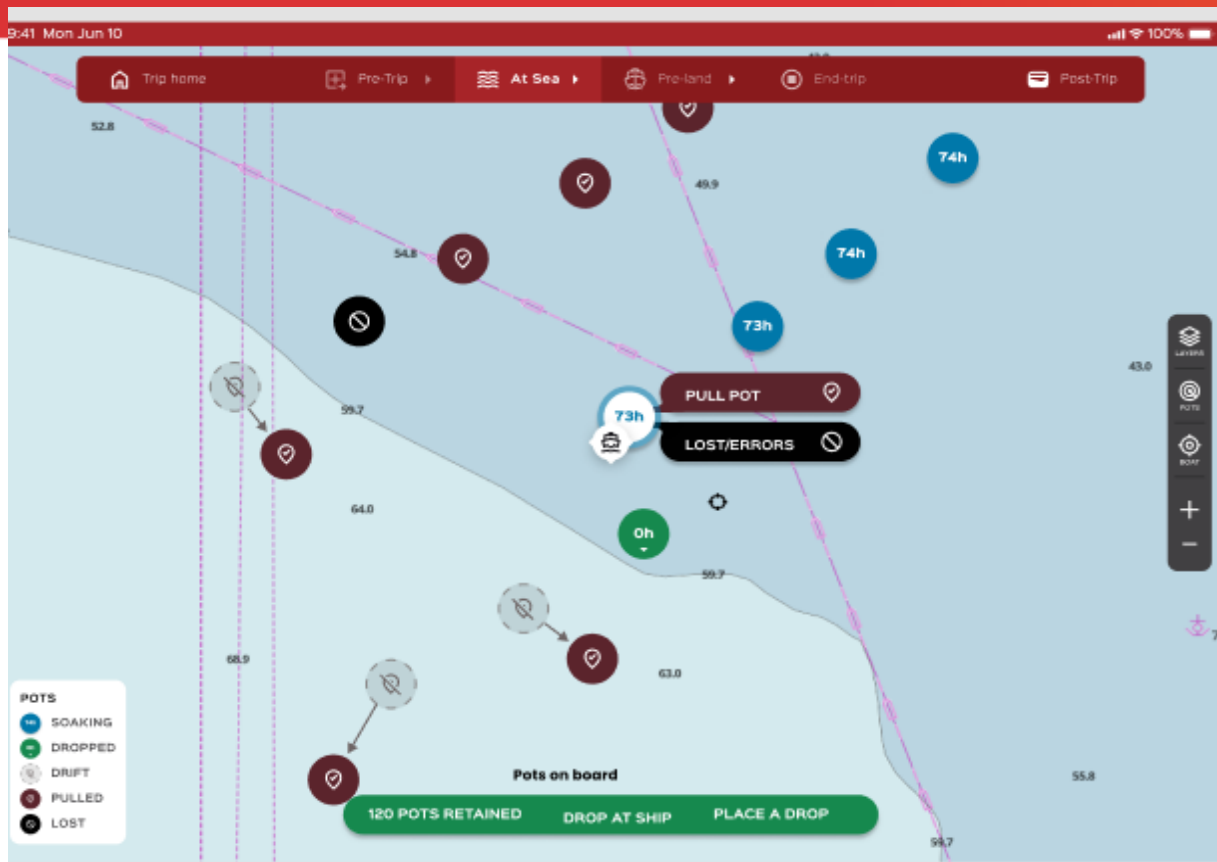 9:41 Mon Jun 10
100%
Trip home
Pre-Trip
At Sea
Pre-land
End-trip
Post-Trip
52.8
49.9
74h
54.8
74h
73h
LAYERS
43.0
PULL POT
POTS
59.7
73h
LOST/ERRORS
BOAT
64.0
0h
59.7
68.9
63.0
POTS
SOAKING
DROPPED
DRIFT
PULLED
LOST
Pots on board
55.8
120 POTS RETAINED
DROP AT SHIP
PLACE A DROP
59.7